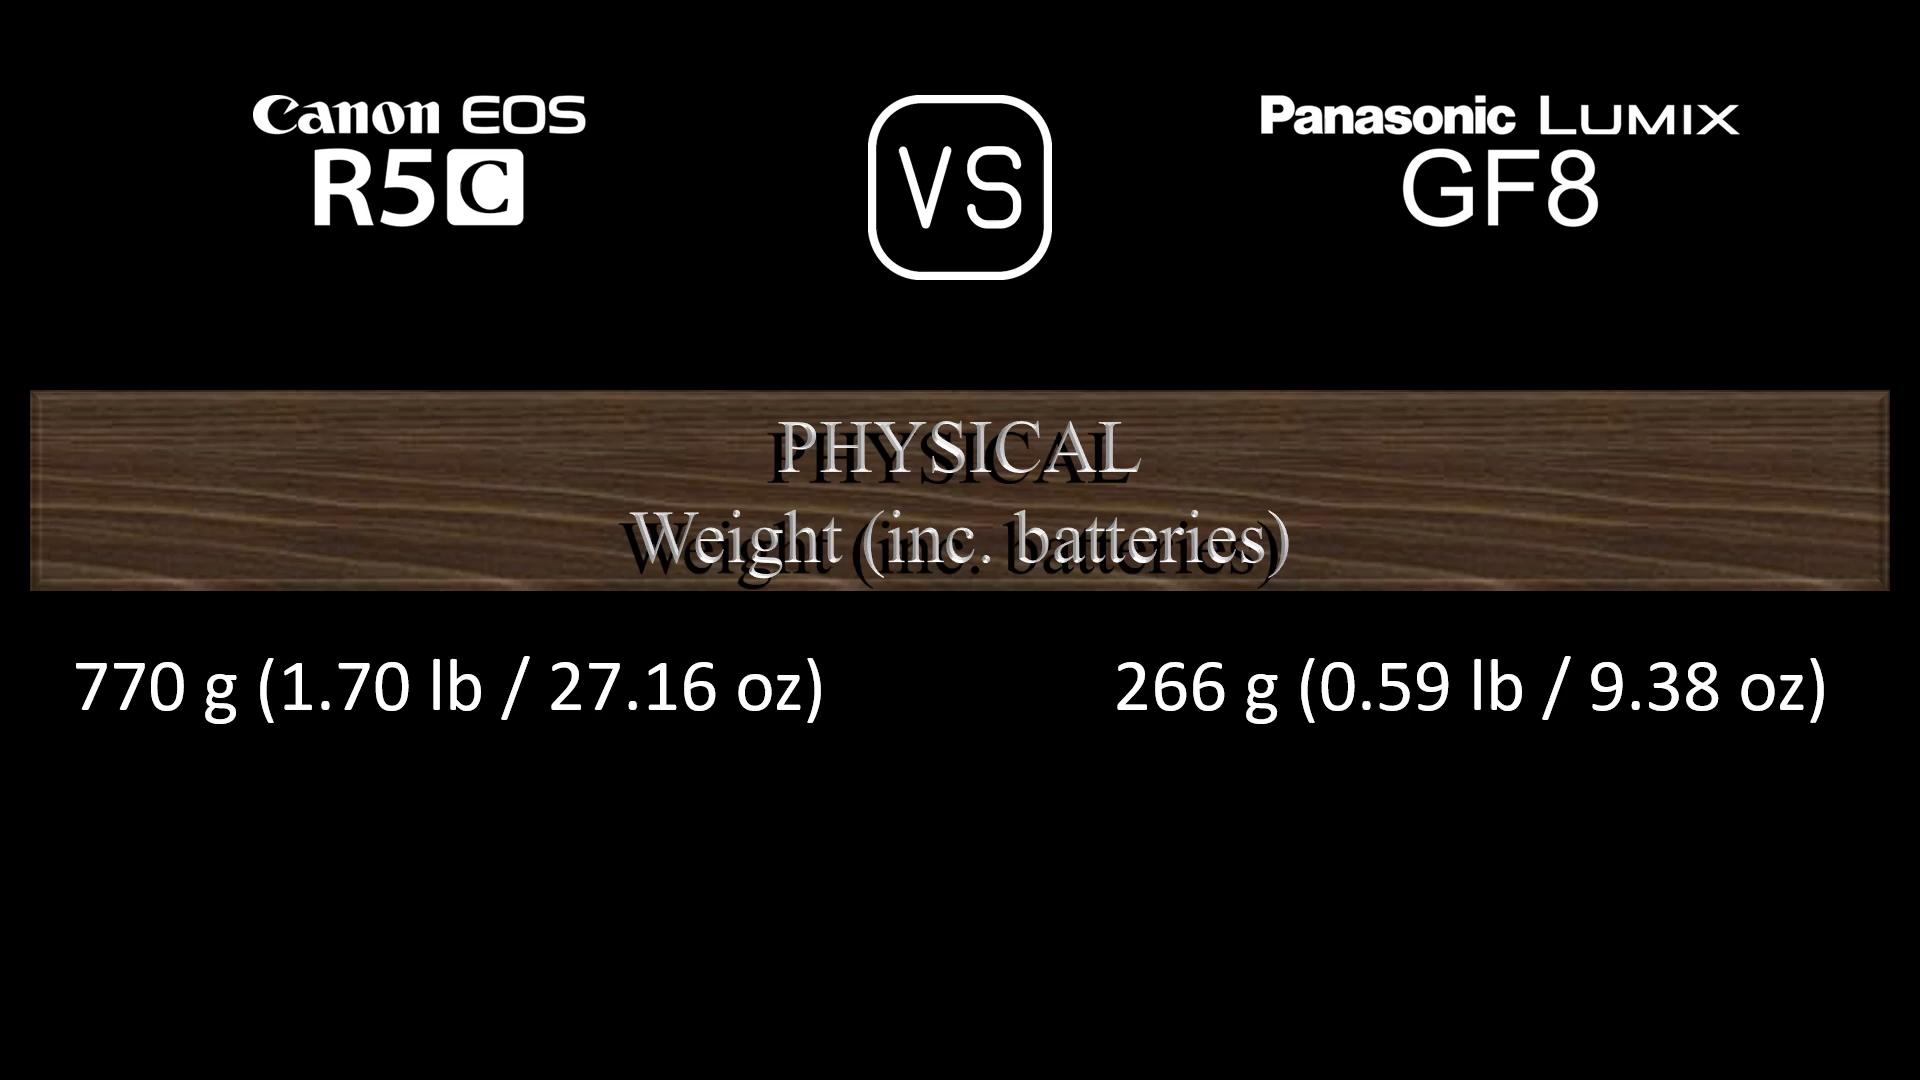 Canon EOS
R5 C
VS
Panasonic LUMIX
GF8
PHYSICAL
Weight (inc. batteries)
770 g (1.70 lb / 27.16 oz)
266 g (0.59 lb / 9.38 oz)